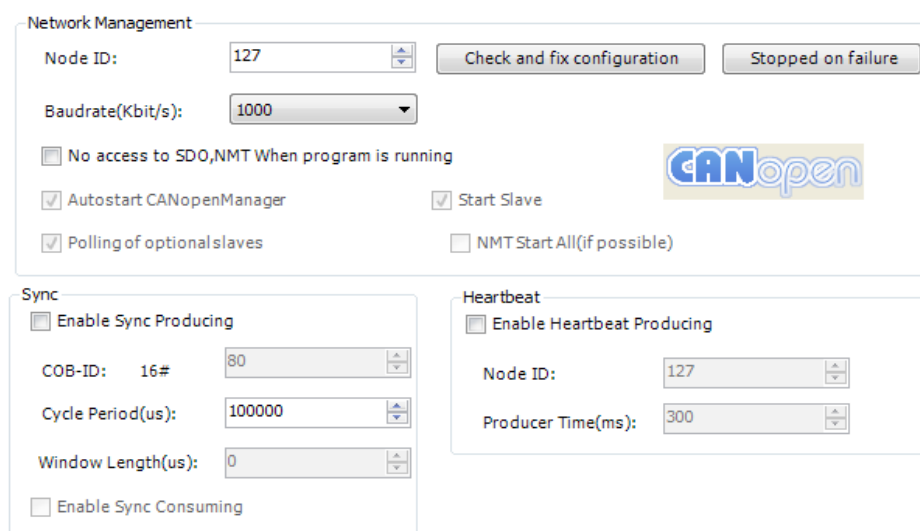 Network Management
Node ID: 127 Check and fix configuration Stopped on failure
Baudrate(Kbit/s): 1000
No access to SDO,NMT When program is running
CANopen
Autostart CANopenManager Start Slave
Polling of optional slaves NMT Start All(if possible)
Sync
Enable Sync Producing
COB-ID: 16# 80
Cycle Period(us): 100000
Window Length(us): 0
Enable Sync Consuming
Heartbeat
Enable Heartbeat Producing
Node ID: 127
Producer Time(ms): 300